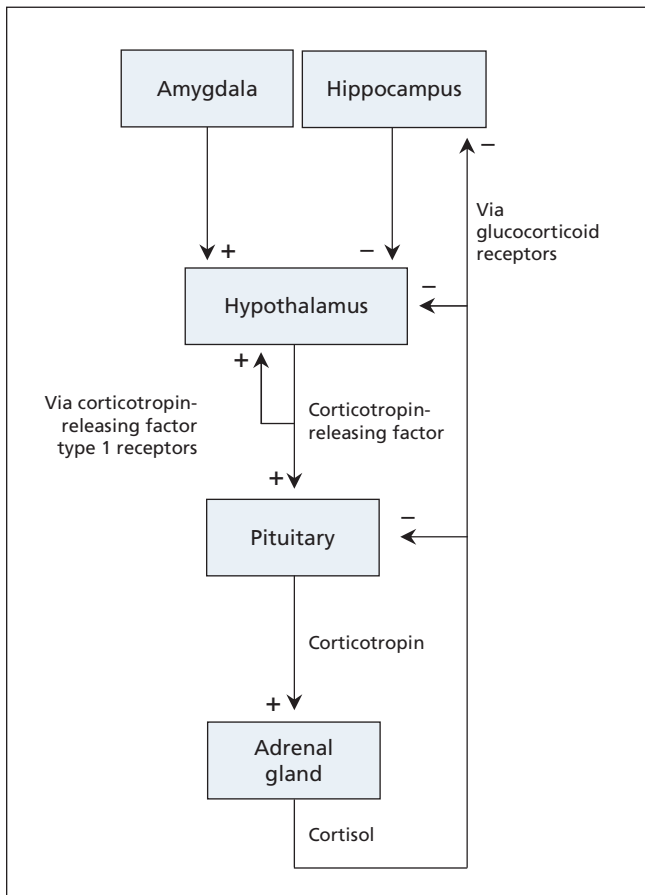 Amygdala
Hippocampus
−
Via
glucocorticoid
receptors
+
−
−
Hypothalamus
+
Via corticotropin-
releasing factor
type 1 receptors
Corticotropin-
releasing factor
+
−
Pituitary
Corticotropin
+
Adrenal
gland
Cortisol